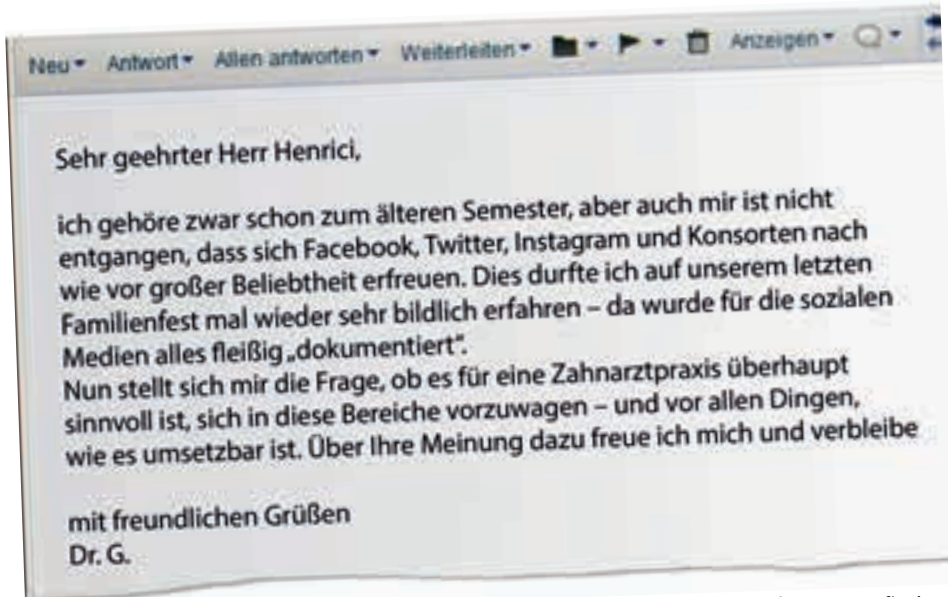 Neu Antwort Allen antworten Weiterleiten Anzeigen
Sehr geehrter Herr Henrici,
ich gehöre zwar schon zum älteren Semester, aber auch mir ist nicht
entgangen, dass sich Facebook, Twitter, Instagram und Konsorten nach
wie vor großer Beliebtheit erfreuen. Dies durfte ich auf unserem letzten
Familienfest mal wieder sehr bildlich erfahren – da wurde für die sozialen
Medien alles fleißig „dokumentiert“.
Nun stellt sich mir die Frage, ob es für eine Zahnarztpraxis überhaupt
sinnvoll ist, sich in diese Bereiche vorzuwagen – und vor allen Dingen,
wie es umsetzbar ist. Über Ihre Meinung dazu freue ich mich und verbleibe
mit freundlichen Grüßen
Dr. G.